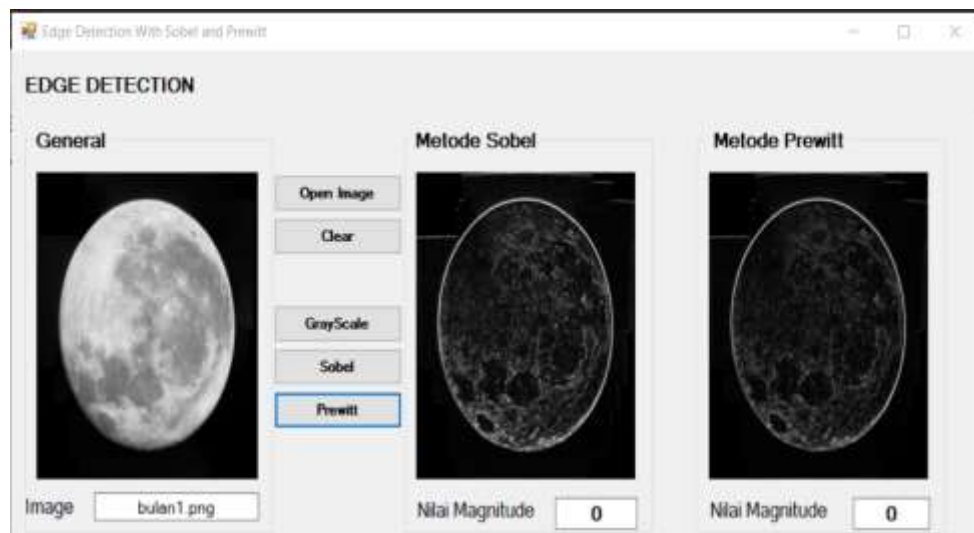 Edge Detection With Sobel and Prewitt
EDGE DETECTION
General
Metode Sobel
Metode Prewitt
Open Image
Clear
GrayScale
Sobel
Prewitt
Image
bulan1.png
Nilai Magnitude
0
Nilai Magnitude
0